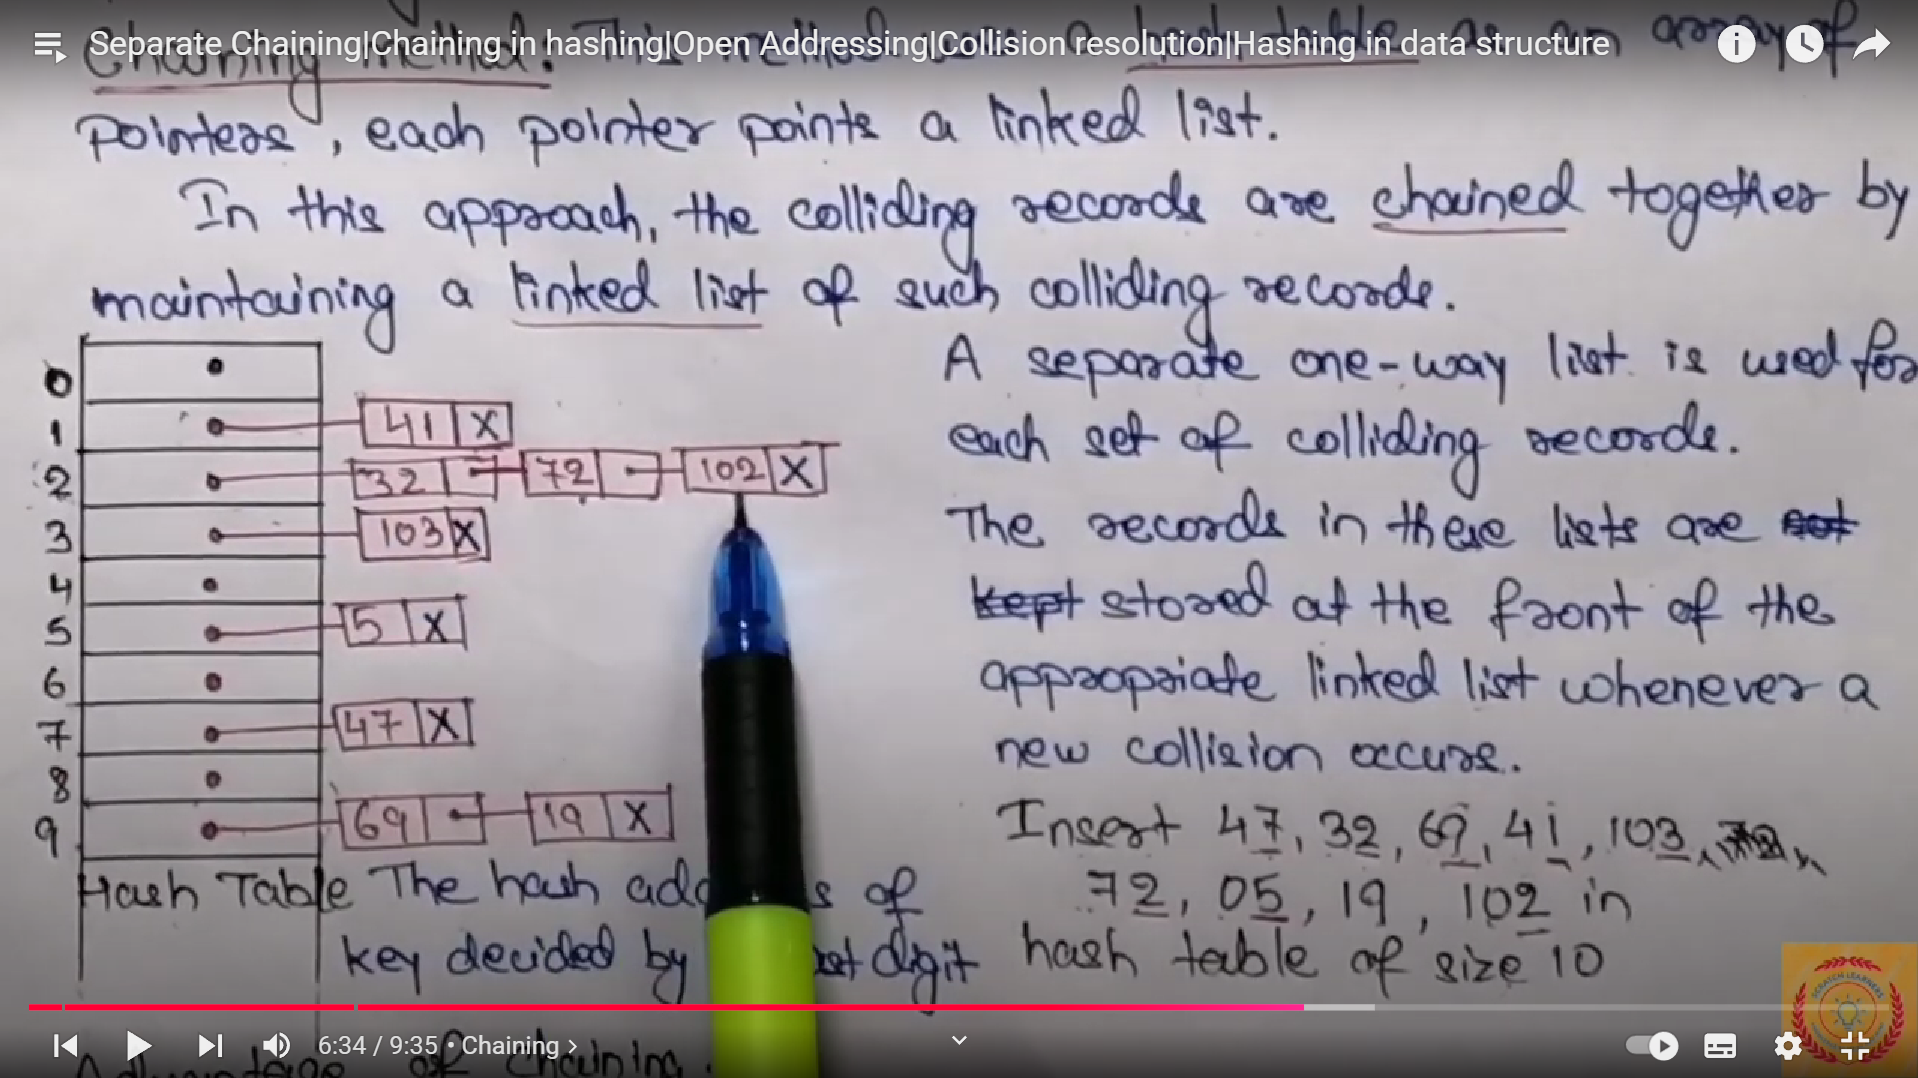 Separate Chaining|Chaining in hashing|Open Addressing|Collision resolution|Hashing in data structure
Chaining Method: This method uses a hash table as an array of
pointers, each pointer points a linked list.
In this approach, the colliding records are chained together by
maintaining a linked list of such colliding records.
0
1 41 X
2 32 72 102 X
3 103 X
4
5 5 X
6
7 47 X
8
9 69 19 X
Hash Table
The hash add s of
key decided by digit
A separate one-way list is used for
each set of colliding records.
The records in these lists are not
kept stored at the front of the
appropriate linked list whenever a
new collision occurs.
Insert 47, 32, 69, 41, 103,
72, 05, 19, 102 in
hash table of size 10
SCRATCH LEARNERS
6:34 / 9:35 • Chaining >
Advantage of chaining.